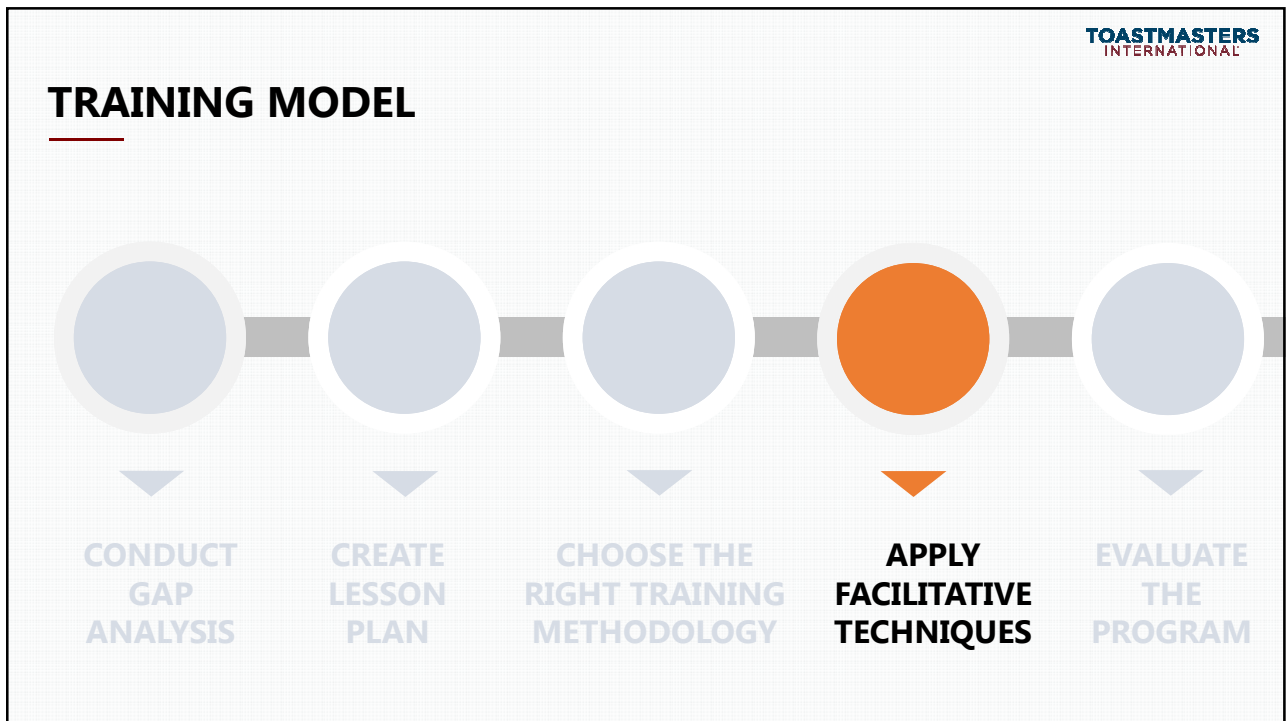 TOASTMASTERS
INTERNATIONAL
TRAINING MODEL
CONDUCT
GAP
ANALYSIS
CREATE
LESSON
PLAN
CHOOSE THE
RIGHT TRAINING
METHODOLOGY
APPLY
FACILITATIVE
TECHNIQUES
EVALUATE
THE
PROGRAM